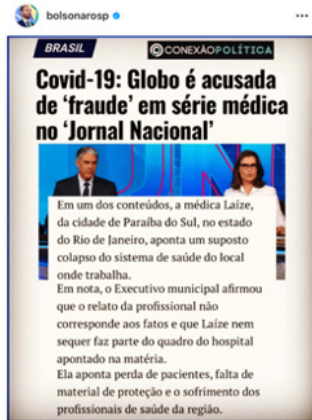 bolsonarosp
BRASIL
CONEXÃOPOLÍTICA
Covid-19: Globo é acusada
de ‘fraude’ em série médica
no ‘Jornal Nacional’
Em um dos conteúdos, a médica Laíze,
da cidade de Paraíba do Sul, no estado
do Rio de Janeiro, aponta um suposto
colapso do sistema de saúde do local
onde trabalha.
Em nota, o Executivo municipal afirmou
que o relato da profissional não
corresponde aos fatos e que Laíze nem
sequer faz parte do quadro do hospital
apontado na matéria.
Ela aponta perda de pacientes, falta de
material de proteção e o sofrimento dos
profissionais de saúde da região.